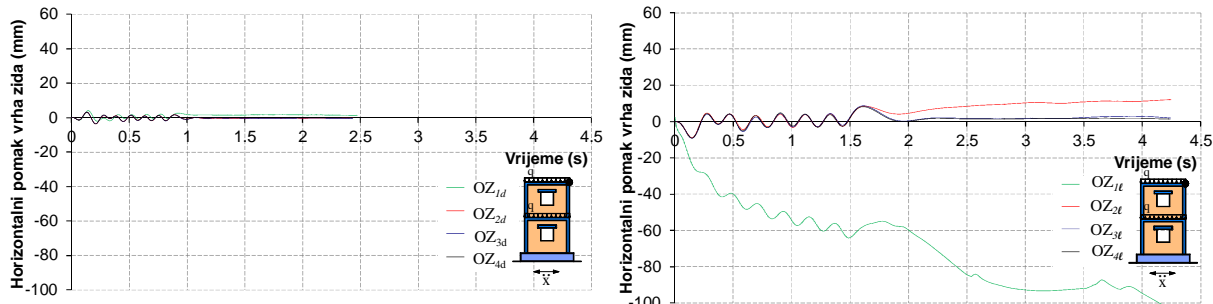 Horizontalni pomak vrha zida (mm)
60
40
20
0
-20
-40
-60
-80
-100
0 0.5 1 1.5 2 2.5 3 3.5 4 4.5
Vrijeme (s)
OZ1d
OZ2d
OZ3d
OZ4d
q
q
ẍ
Horizontalni pomak vrha zida (mm)
60
40
20
0
-20
-40
-60
-80
-100
0 0.5 1 1.5 2 2.5 3 3.5 4 4.5
Vrijeme (s)
OZ1ℓ
OZ2ℓ
OZ3ℓ
OZ4ℓ
q
q
ẍ